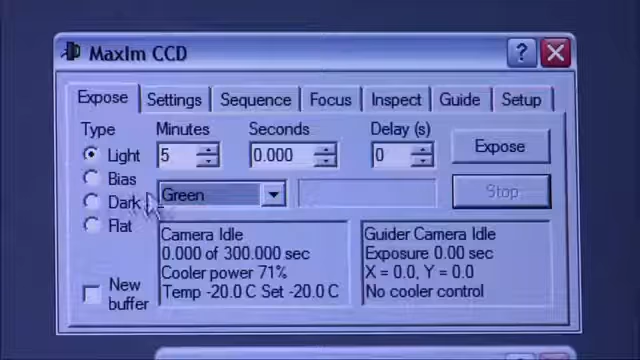 MaxIm CCD
Expose Settings Sequence Focus Inspect Guide Setup
Type Minutes Seconds Delay (s)
Light 5 0.000 0 Expose
Bias
Dark Green Stop
Flat
Camera Idle
0.000 of 300.000 sec
Cooler power 71%
Temp -20.0 C Set -20.0 C
Guider Camera Idle
Exposure 0.00 sec
X = 0.0, Y = 0.0
No cooler control
New
buffer